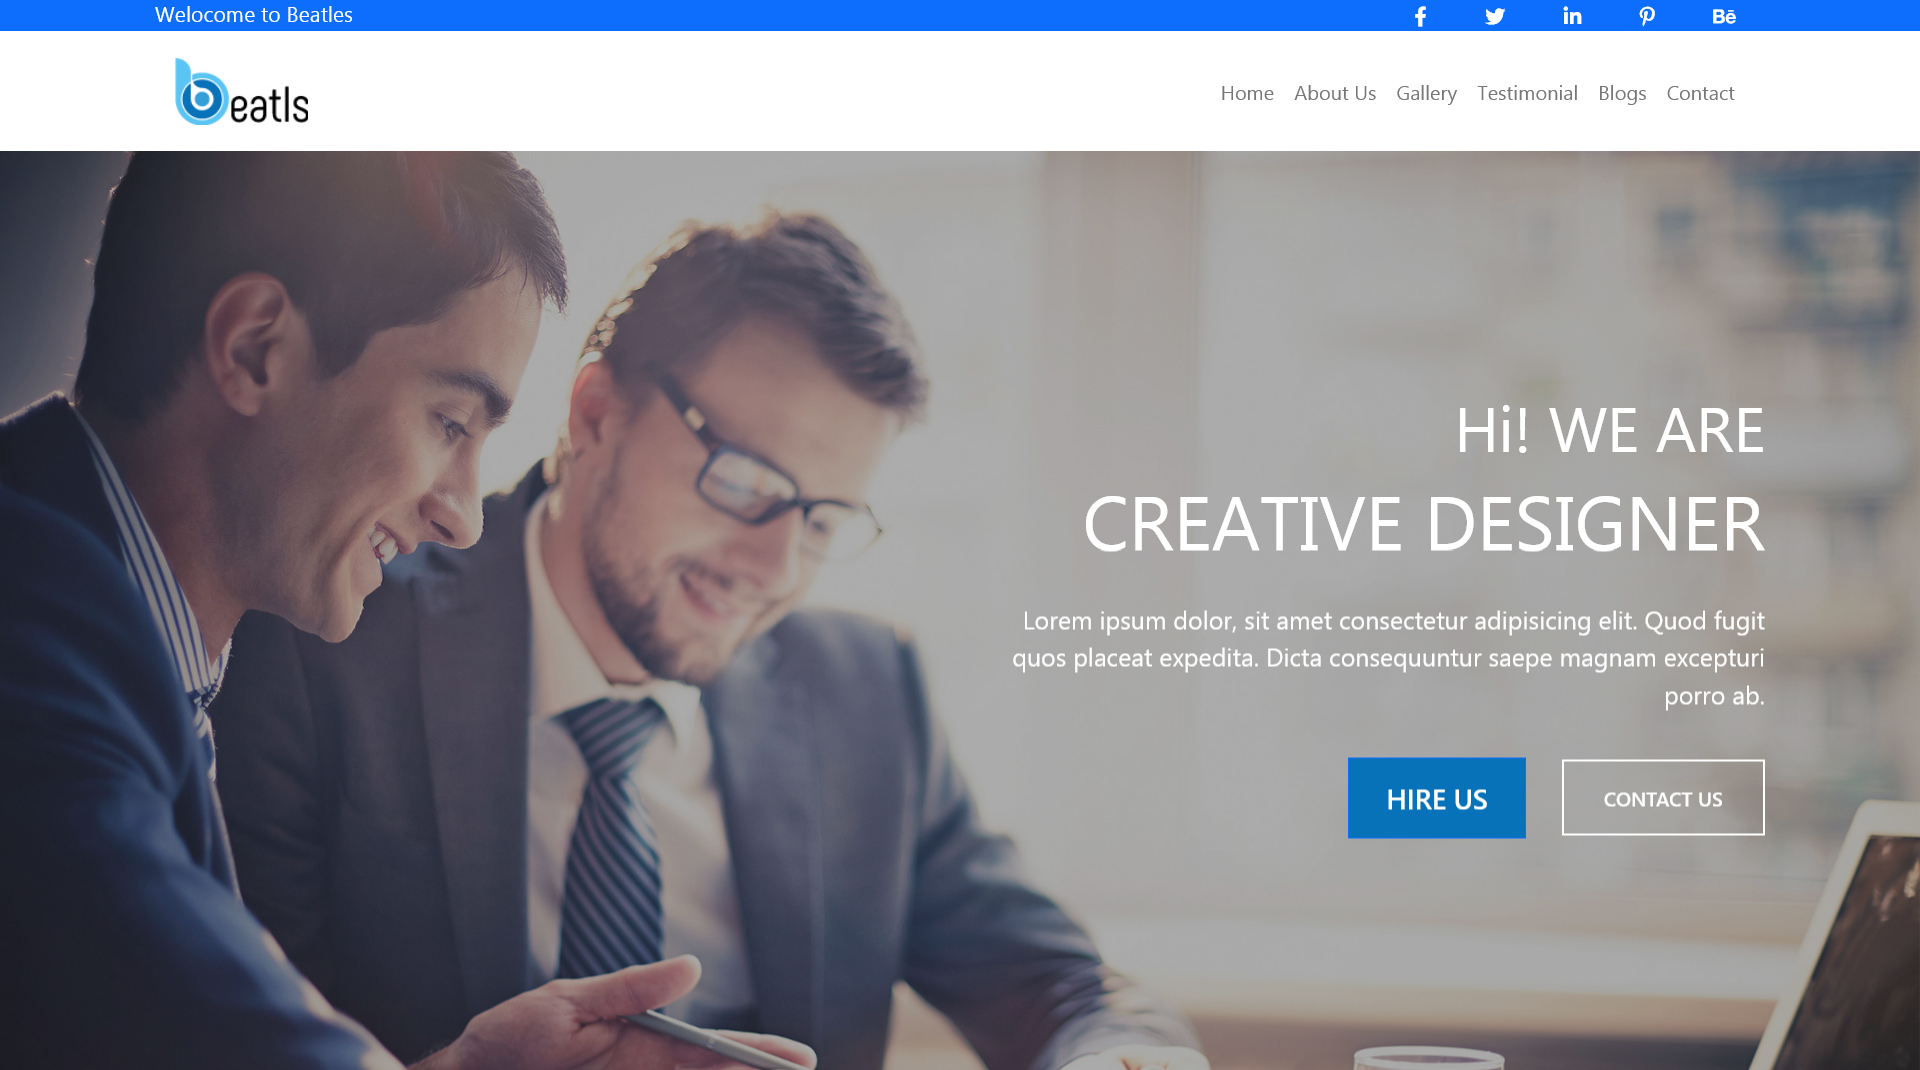 Welocome to Beatles
Bē
beatls
Home About Us Gallery Testimonial Blogs Contact
Hi! WE ARE
CREATIVE DESIGNER
Lorem ipsum dolor, sit amet consectetur adipisicing elit. Quod fugit
quos placeat expedita. Dicta consequuntur saepe magnam excepturi
porro ab.
HIRE US
CONTACT US